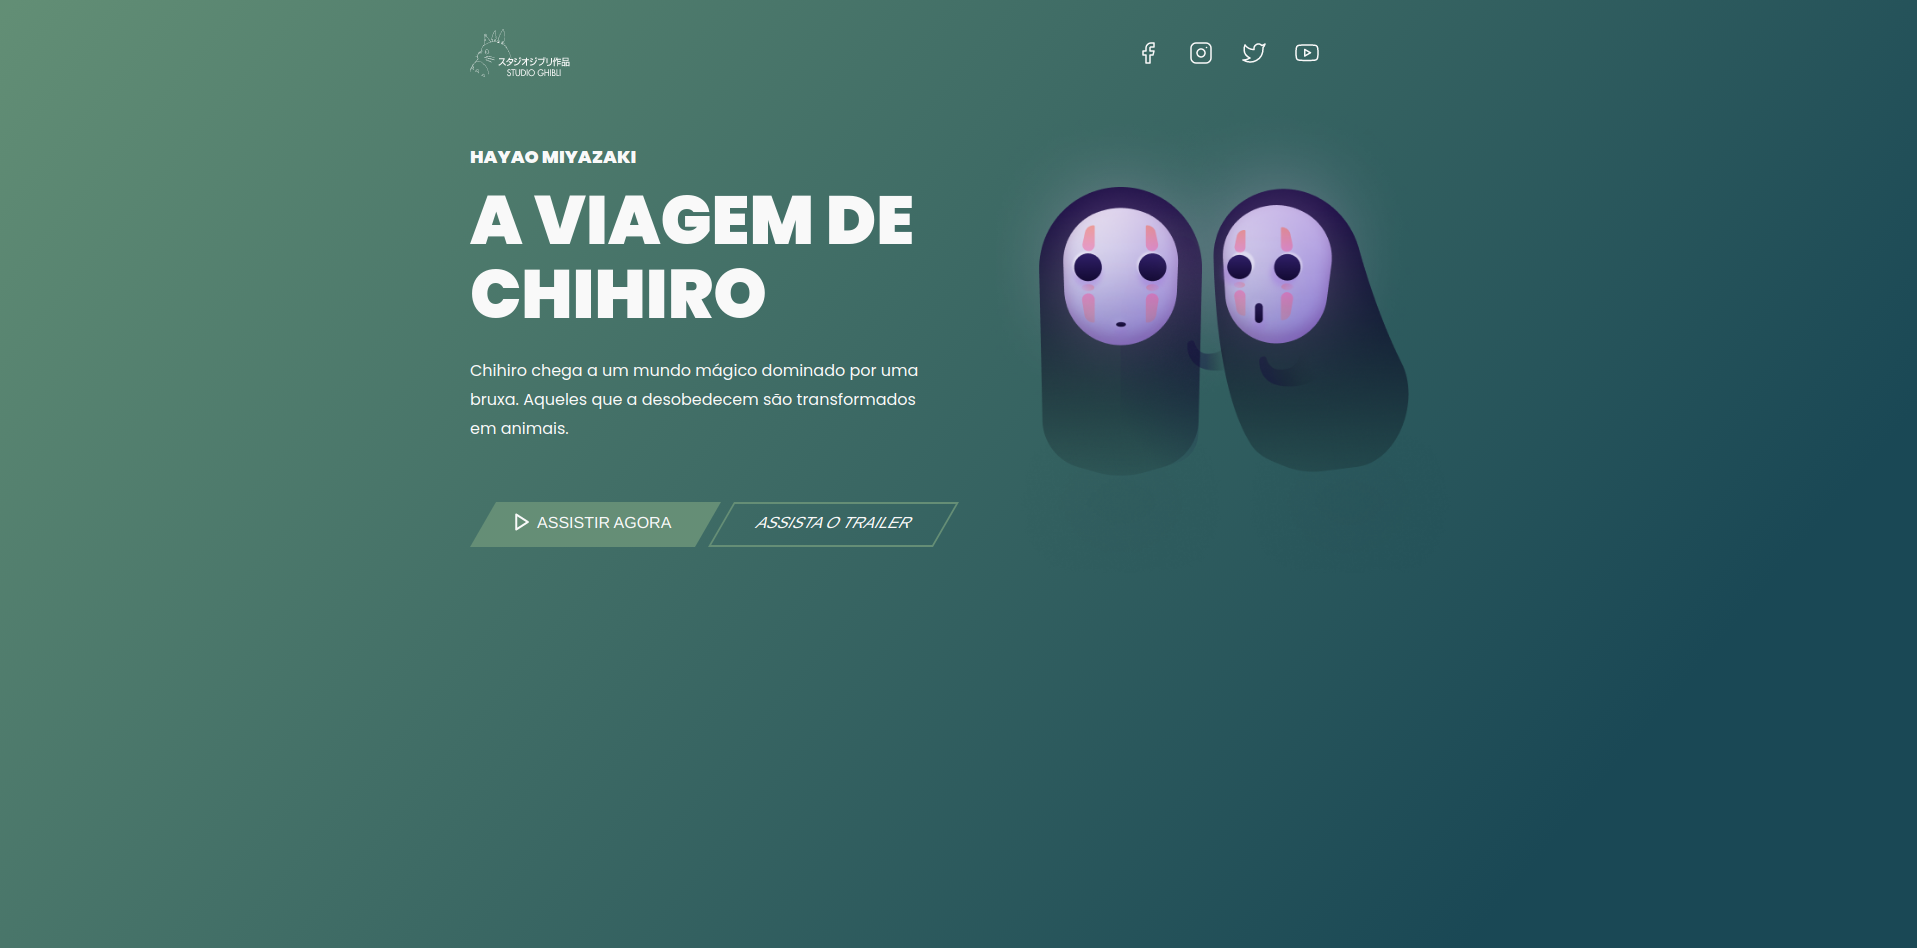 スタジオジブリ作品
STUDIO GHIBLI
HAYAO MIYAZAKI
A VIAGEM DE
CHIHIRO
Chihiro chega a um mundo mágico dominado por uma
bruxa. Aqueles que a desobedecem são transformados
em animais.
ASSISTIR AGORA
ASSISTA O TRAILER